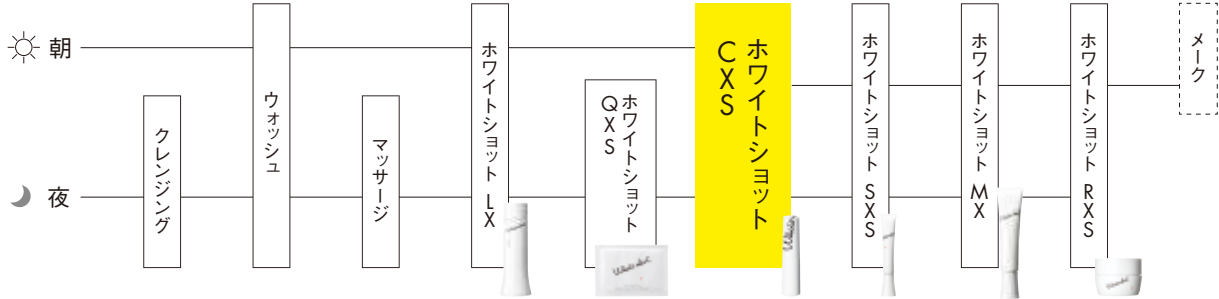 朝
夜
クレンジング
ウォッシュ
マッサージ
ホワイトショット LX
ホワイトショット
QXS
ホワイトショット
CXS
ホワイトショット SXS
ホワイトショット MX
ホワイトショット RXS
メーク